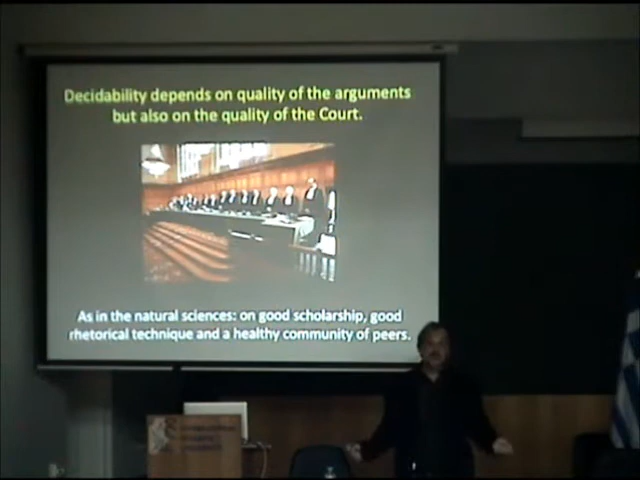 Decidability depends on quality of the arguments
but also on the quality of the Court.
As in the natural sciences: on good scholarship, good
rhetorical technique and a healthy community of peers.